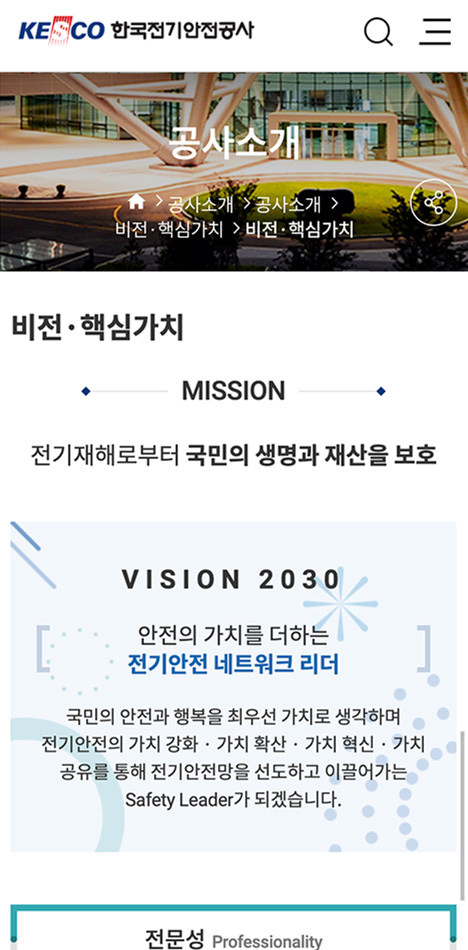 KESCO 한국전기안전공사
공사소개
공사소개 > 공사소개 >
비전·핵심가치 > 비전·핵심가치
비전·핵심가치
MISSION
전기재해로부터 국민의 생명과 재산을 보호
VISION 2030
[ 안전의 가치를 더하는
전기안전 네트워크 리더 ]
국민의 안전과 행복을 최우선 가치로 생각하며
전기안전의 가치 강화 · 가치 확산 · 가치 혁신 · 가치
공유를 통해 전기안전망을 선도하고 이끌어가는
Safety Leader가 되겠습니다.
전문성 Professionality